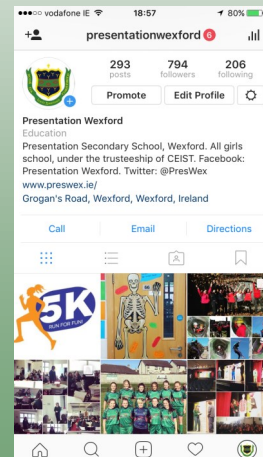 vodafone IE 18:57 80%
presentationwexford 6
293 794 206
posts followers following
Promote Edit Profile
Presentation Wexford
Education
Presentation Secondary School, Wexford. All girls
school, under the trusteeship of CEIST. Facebook:
Presentation Wexford. Twitter: @PresWex
www.preswex.ie/
Grogan's Road, Wexford, Wexford, Ireland
Call Email Directions
5K
RUN FOR FUN!